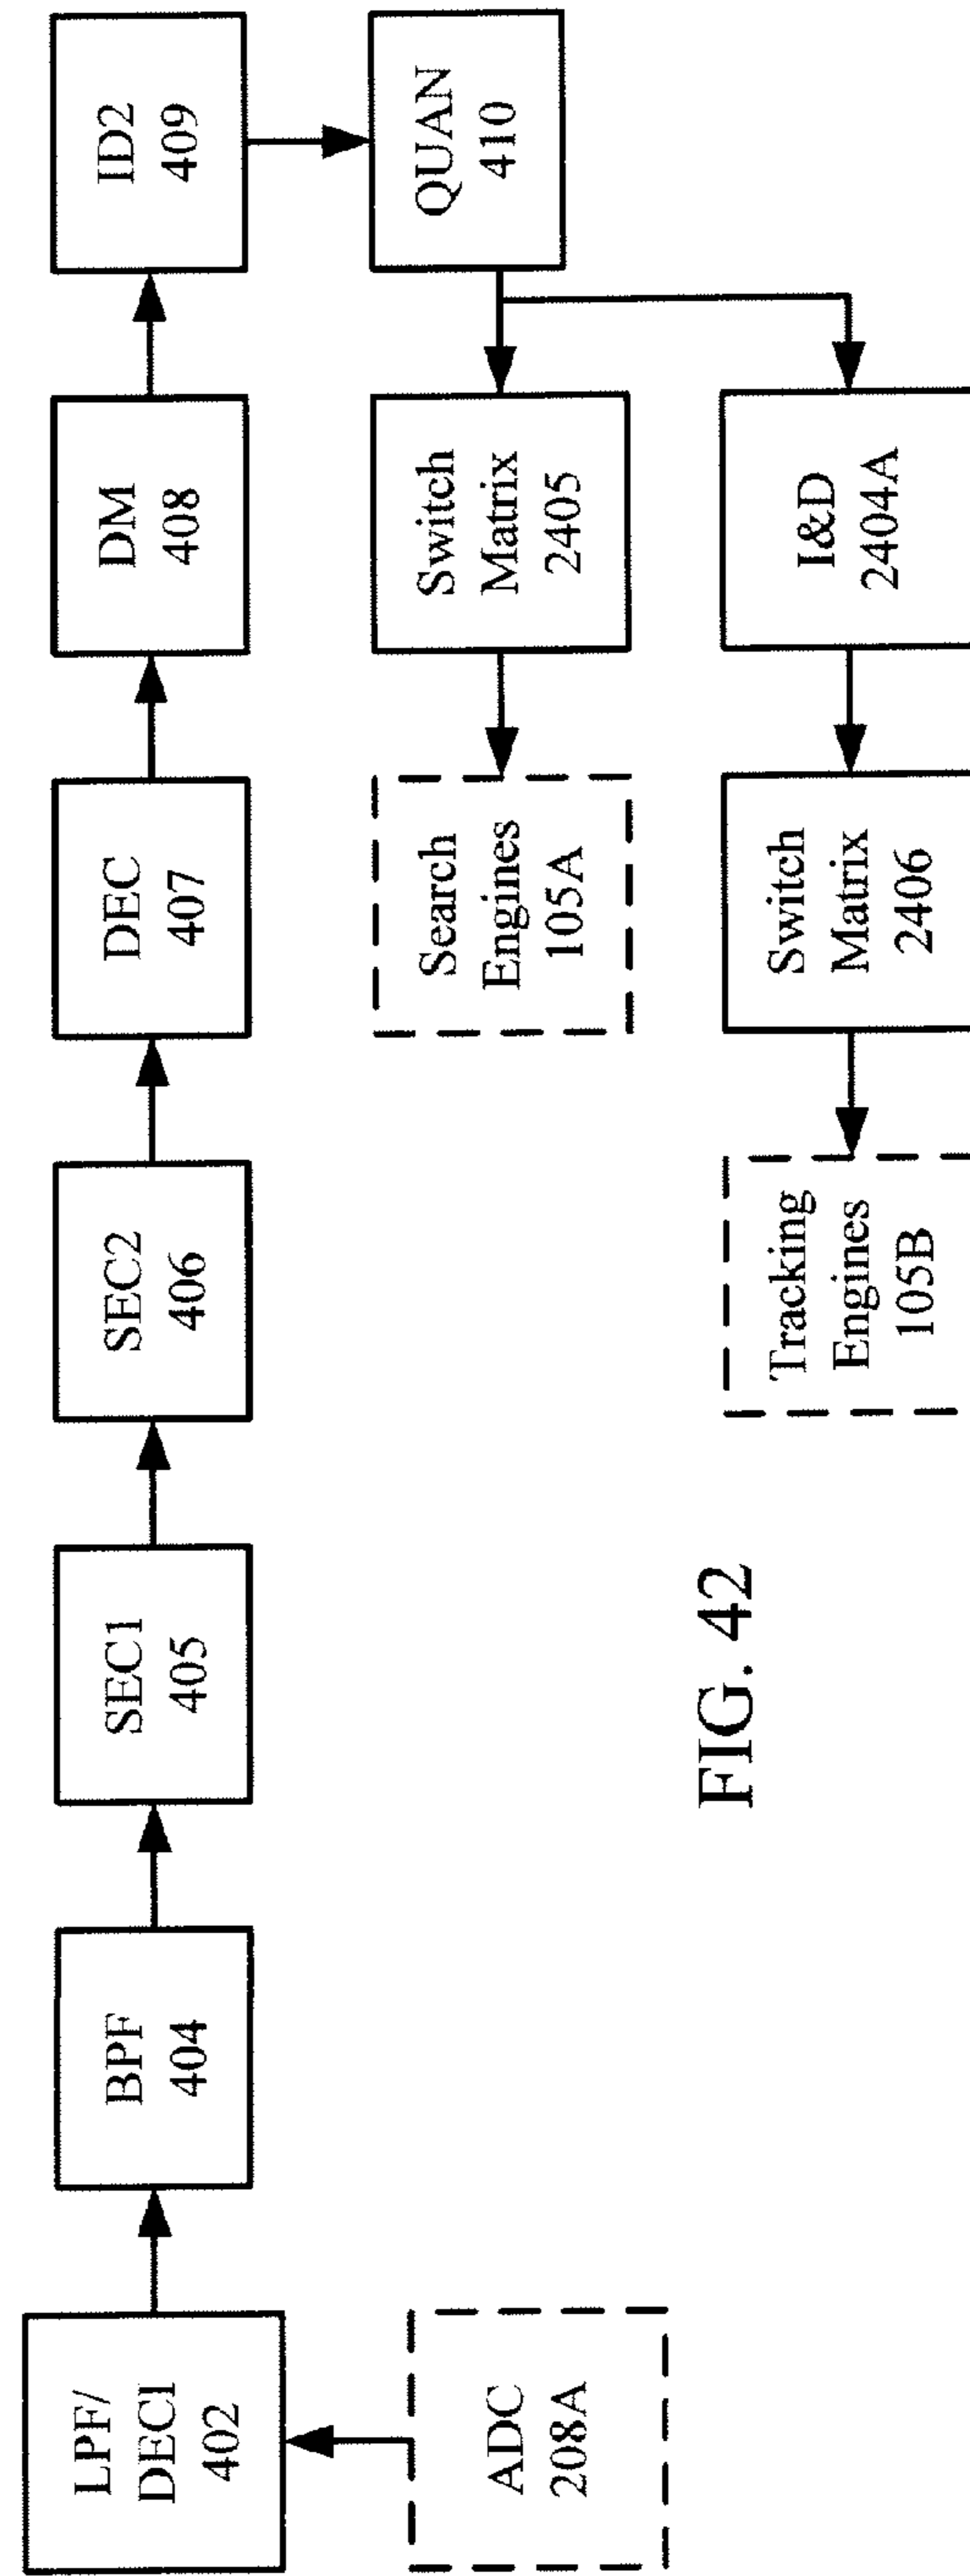 LPF/
DECI
402
BPF
404
SEC1
405
SEC2
406
DEC
407
DM
408
ID2
409
ADC
208A
QUAN
410
Switch
Matrix
2405
Search
Engines
105A
I&D
2404A
Switch
Matrix
2406
Tracking
Engines
105B
FIG. 42